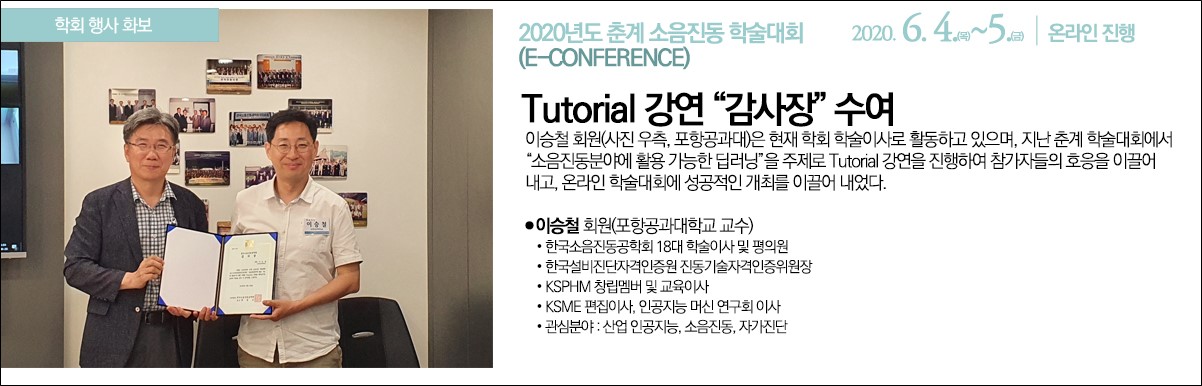 학회 행사 화보
2020년도 춘계 소음진동 학술대회
(E-CONFERENCE)
2020. 6. 4.(목)~5.(금) | 온라인 진행
Tutorial 강연 “감사장” 수여
이승철 회원(사진 우측, 포항공과대)은 현재 학회 학술이사로 활동하고 있으며, 지난 춘계 학술대회에서
“소음진동분야에 활용 가능한 딥러닝”을 주제로 Tutorial 강연을 진행하여 참가자들의 호응을 이끌어
내고, 온라인 학술대회에 성공적인 개최를 이끌어 내었다.
●이승철 회원(포항공과대학교 교수)
• 한국소음진동공학회 18대 학술이사 및 평의원
• 한국설비진단자격인증원 진동기술자격인증위원장
• KSPHM 창립멤버 및 교육이사
• KSME 편집이사, 인공지능 머신 연구회 이사
• 관심분야 : 산업 인공지능, 소음진동, 자가진단
이승철
감사장